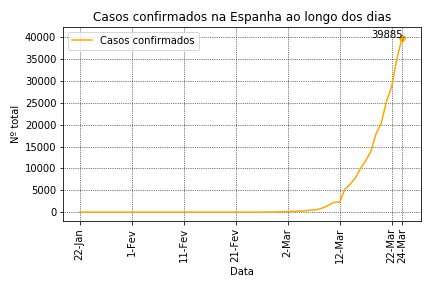 Casos confirmados na Espanha ao longo dos dias
Casos confirmados
39885
Nº total
40000
35000
30000
25000
20000
15000
10000
5000
0
22-Jan
1-Fev
11-Fev
21-Fev
2-Mar
12-Mar
22-Mar
24-Mar
Data